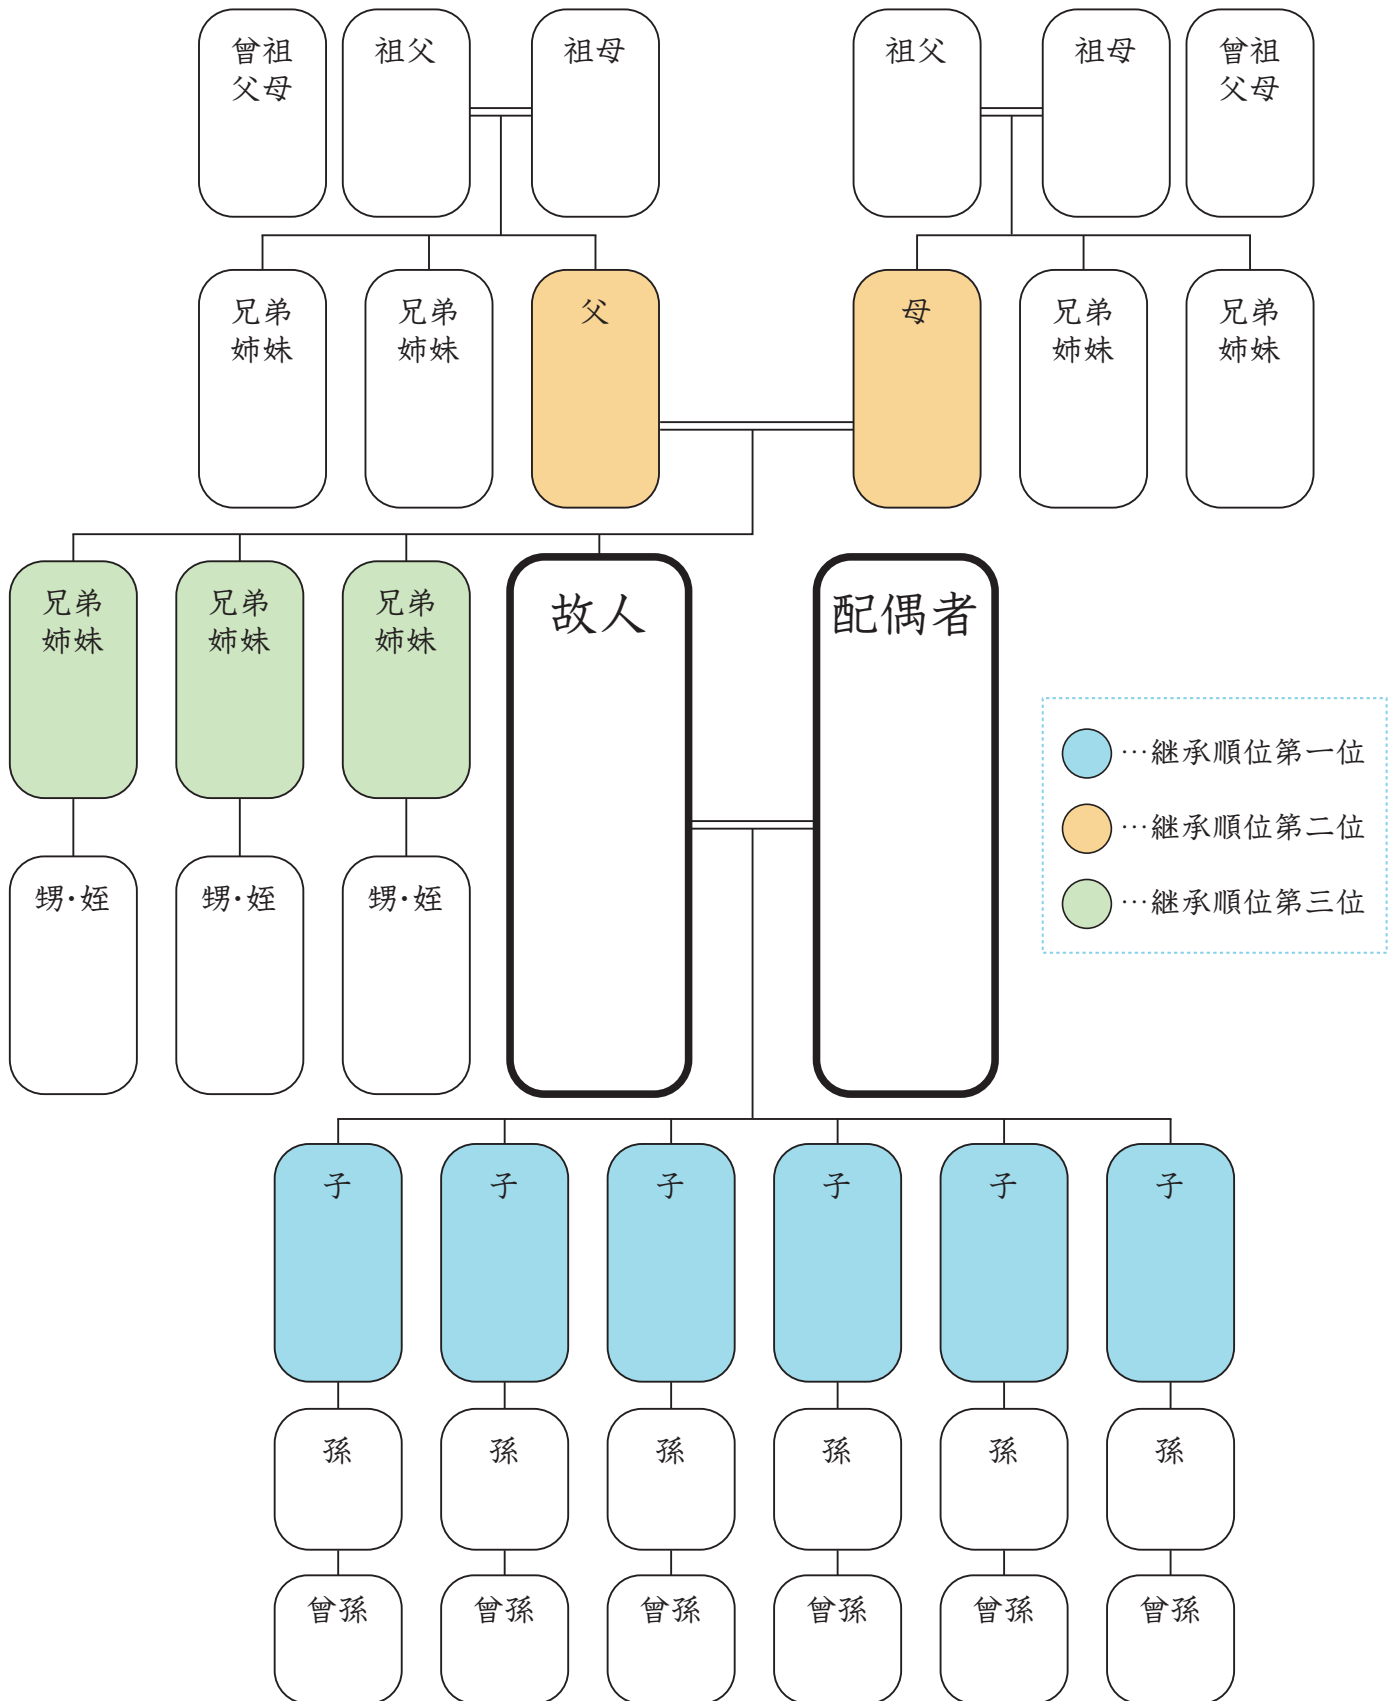 曾祖
父母
祖父
祖母
祖父
祖母
曾祖
父母
兄弟
姉妹
兄弟
姉妹
父
母
兄弟
姉妹
兄弟
姉妹
兄弟
姉妹
兄弟
姉妹
兄弟
姉妹
故人
配偶者
…継承順位第一位
…継承順位第二位
…継承順位第三位
甥・姪
甥・姪
甥・姪
子
子
子
子
子
子
孫
孫
孫
孫
孫
孫
曾孫
曾孫
曾孫
曾孫
曾孫
曾孫